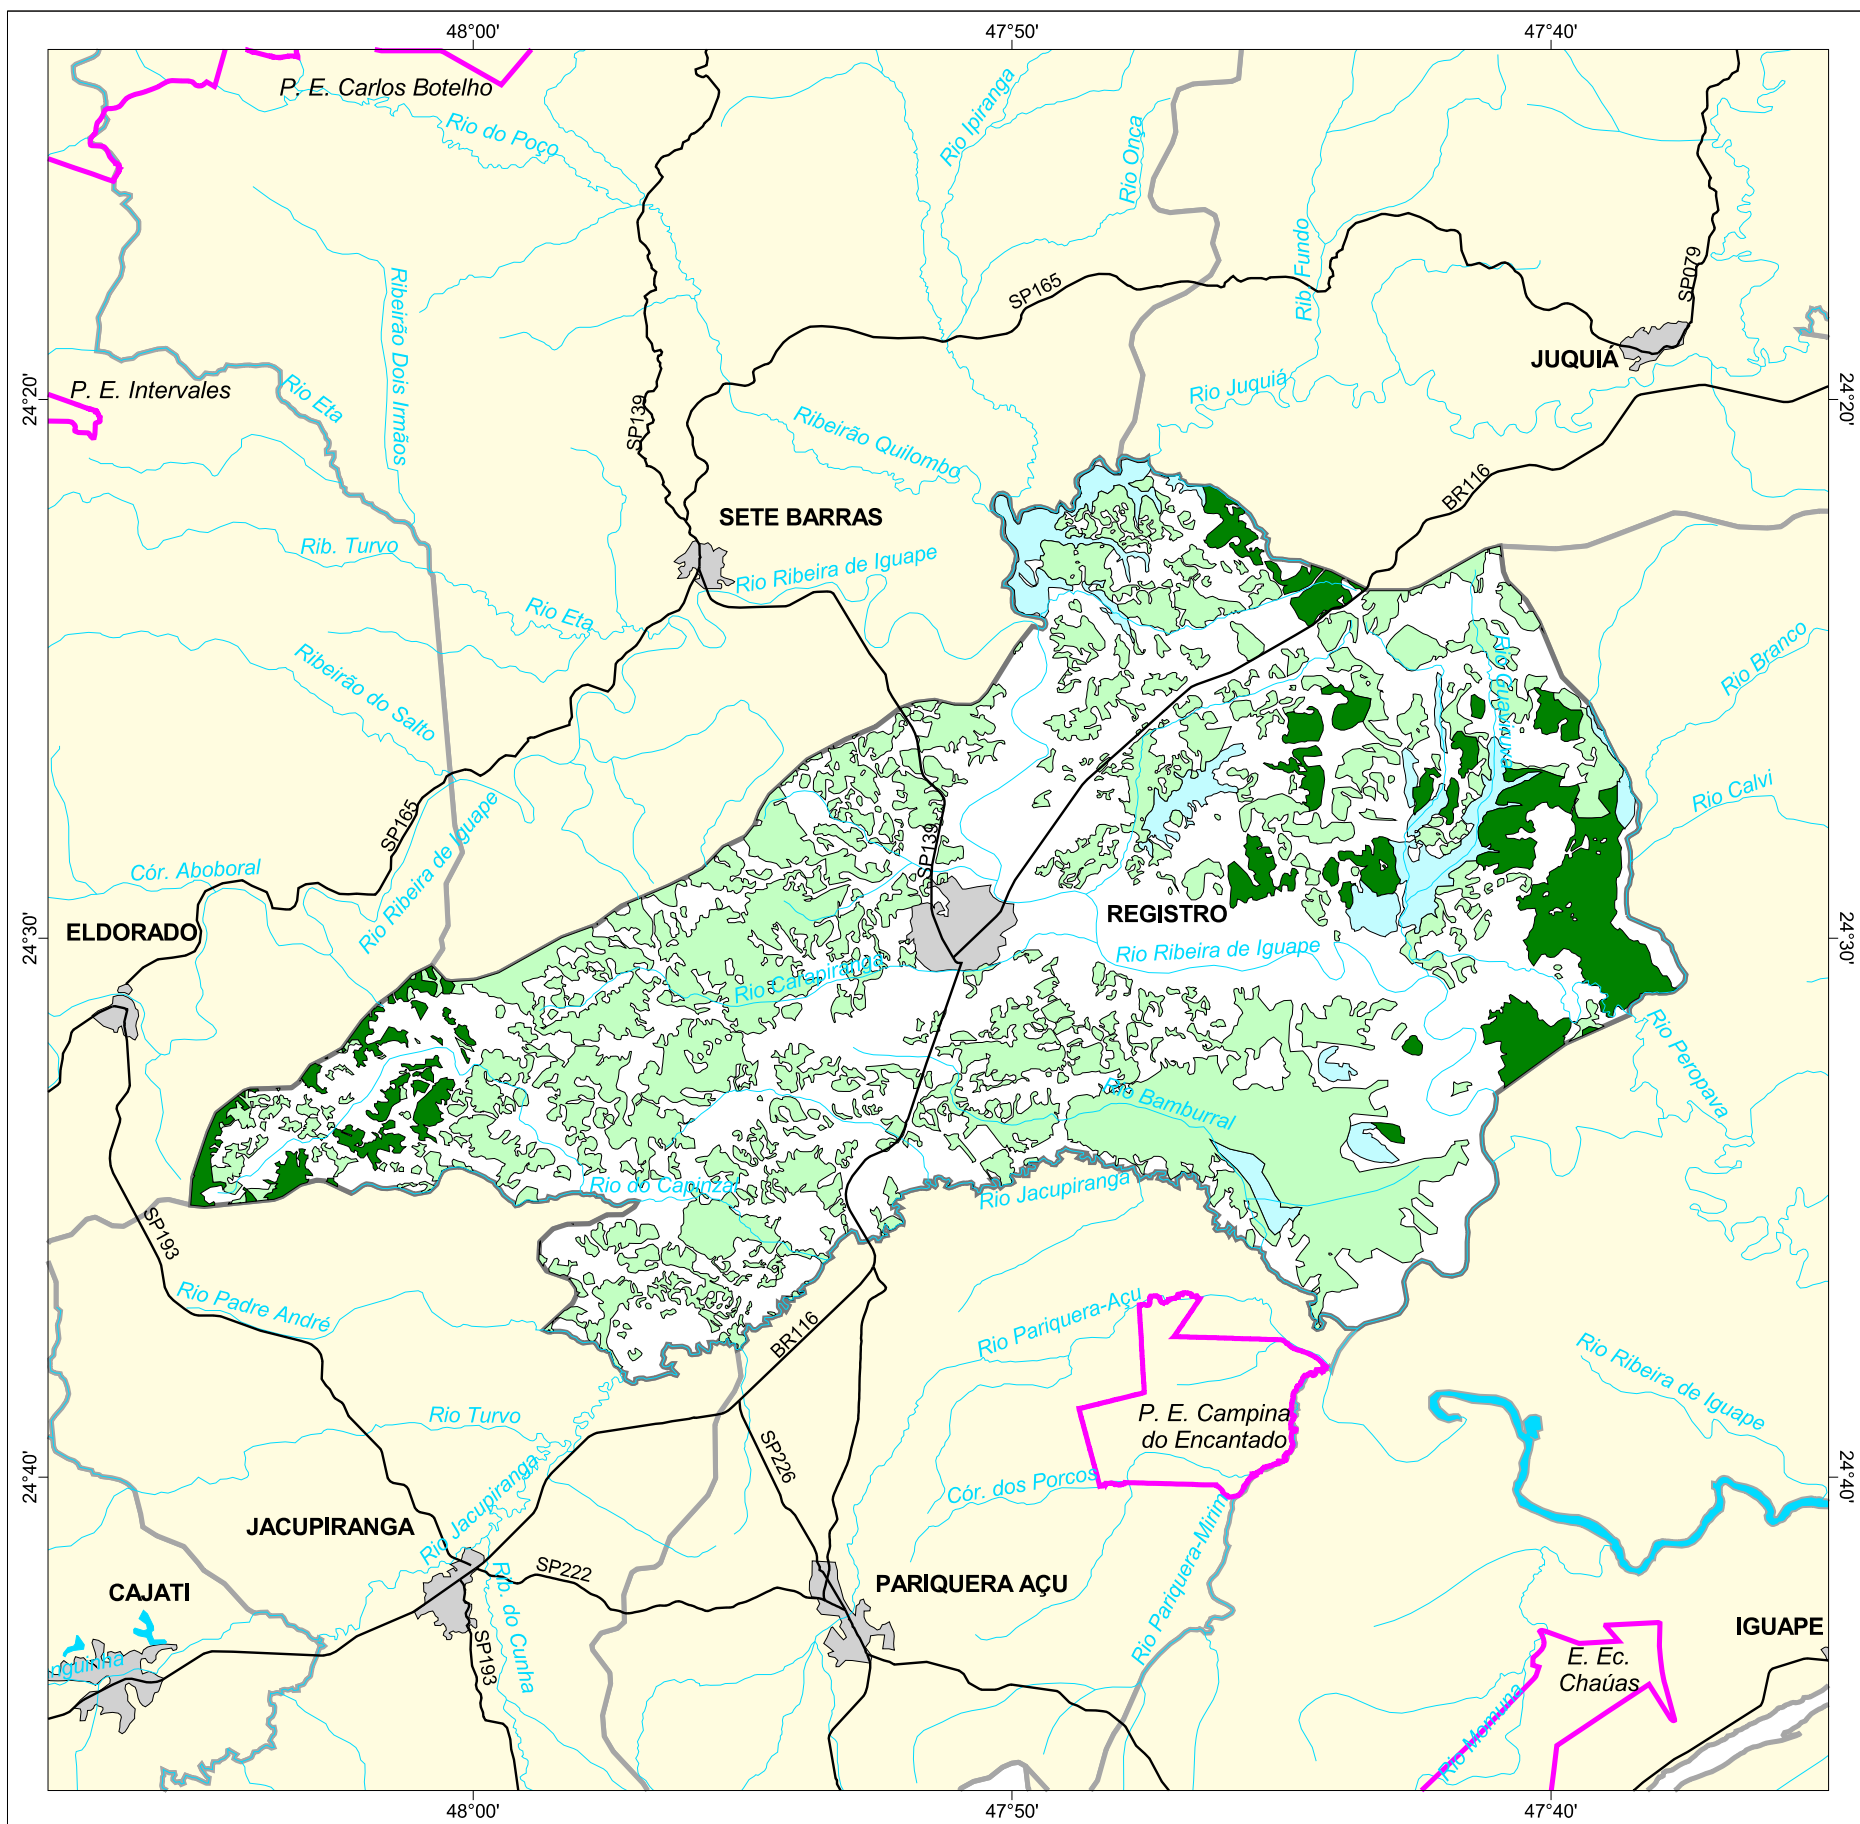 48°00' 47°50' 47°40'
P. E. Carlos Botelho
Rio do Poço
Rio Ipiranga
Rio Onça
Rib. Fundo
SP079
SP165
Ribeirão Dois Irmãos
JUQUIÁ
P. E. Intervales
Rio Eta
Rio Juquiá
24°20'
24°20'
SP139
Ribeirão Quilombo
BR116
SETE BARRAS
Rib. Turvo
Rio Ribeira de Iguape
Rio Eta
Ribeirão do Salto
Rio Guaviruva
Rio Branco
Rio Calvi
SP165
Rio Ribeira de Iguape
SP139
Cór. Aboboral
REGISTRO
ELDORADO
24°30'
24°30'
Rio Ribeira de Iguape
Rio Carapiranga
Rio Peropava
Rio Bamburral
Rio do Capinzal
Rio Jacupiranga
SP193
Rio Padre André
Rio Pariquera-Açu
BR116
Rio Ribeira de Iguape
P. E. Campina
do Encantado
Rio Turvo
SP226
24°40'
24°40'
Cór. dos Porcos
Rio Jacupiranga
JACUPIRANGA
Rio Pariquera-Mirim
SP222
PARIQUERA AÇU
CAJATI
Rib. do Cunha
IGUAPE
SP193
anguinha
E. Ec.
Chaúas
Rio Momuna
48°00' 47°50' 47°40'